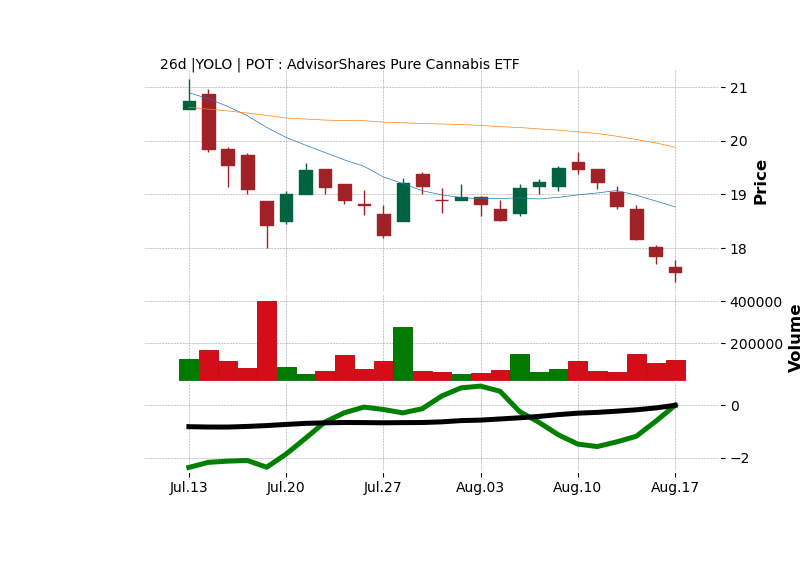 26d |YOLO | POT : AdvisorShares Pure Cannabis ETF
21
20
19
18
Price
400000
200000
Volume
0
−2
Jul.13 Jul.20 Jul.27 Aug.03 Aug.10 Aug.17